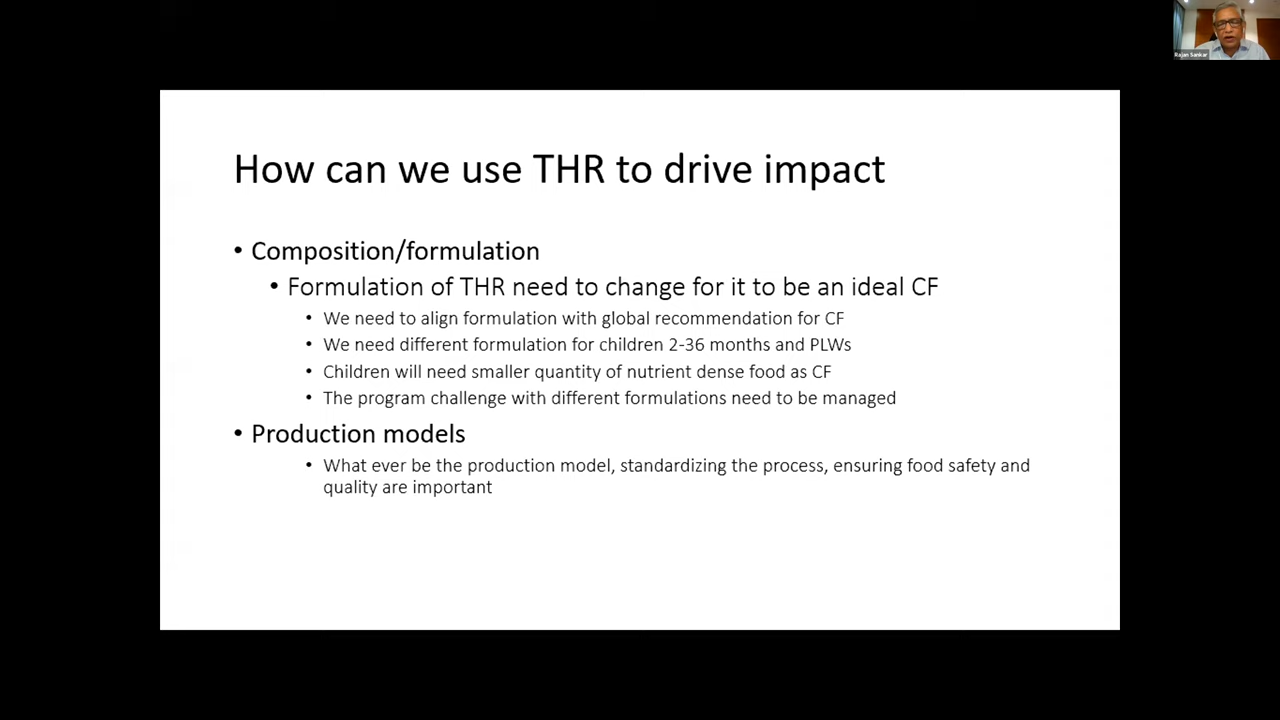 Rajan Sankar
How can we use THR to drive impact
• Composition/formulation
• Formulation of THR need to change for it to be an ideal CF
• We need to align formulation with global recommendation for CF
• We need different formulation for children 2-36 months and PLWs
• Children will need smaller quantity of nutrient dense food as CF
• The program challenge with different formulations need to be managed
• Production models
• What ever be the production model, standardizing the process, ensuring food safety and
quality are important